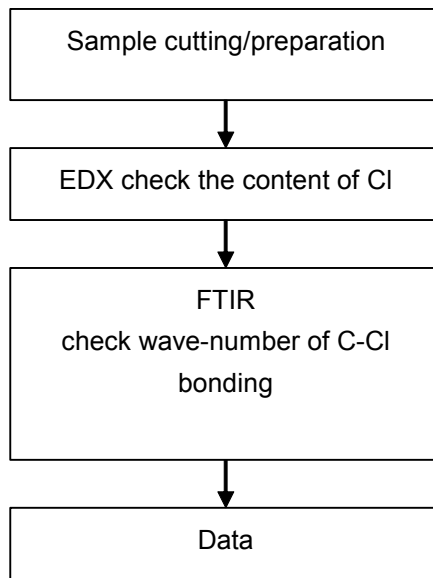 Sample cutting/preparation
EDX check the content of Cl
FTIR
check wave-number of C-Cl
bonding
Data